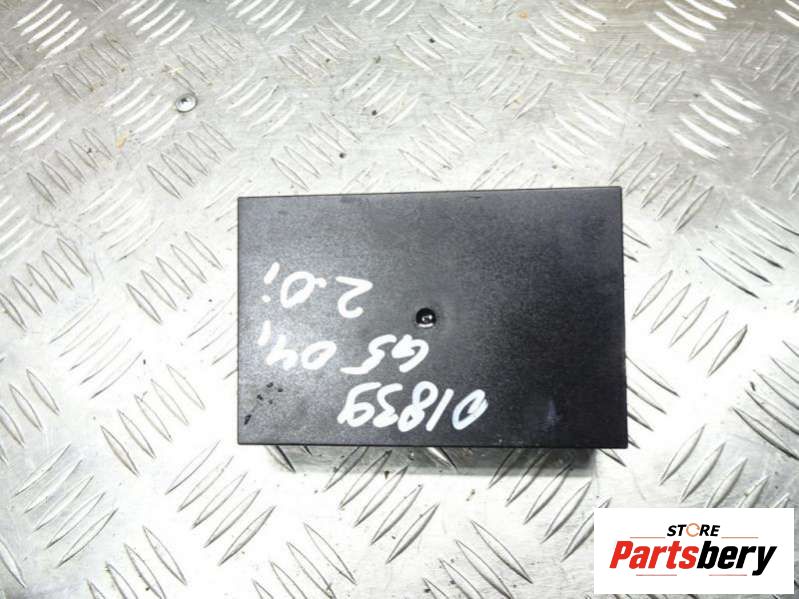 01839
G5 04,
2.0i
STORE
Partsbery